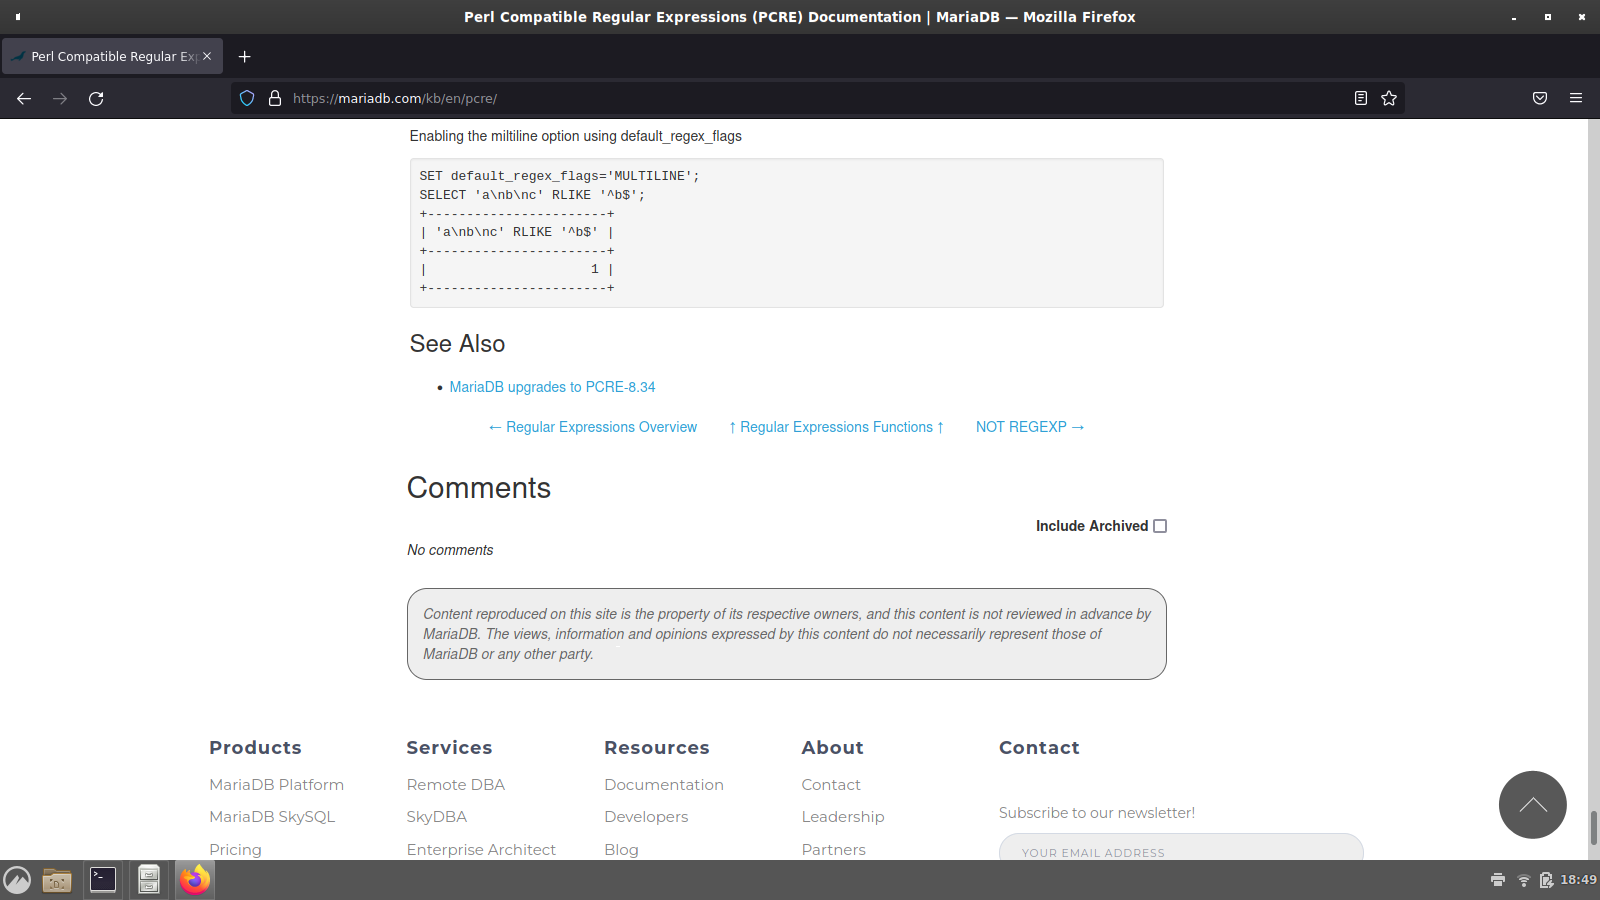 Perl Compatible Regular Expressions (PCRE) Documentation | MariaDB — Mozilla Firefox
Perl Compatible Regular Exp
https://mariadb.com/kb/en/pcre/
Enabling the miltiline option using default_regex_flags
SET default_regex_flags='MULTILINE';
SELECT 'a\nb\nc' RLIKE '^b$';
+-----------------------+
| 'a\nb\nc' RLIKE '^b$' |
+-----------------------+
|                     1 |
+-----------------------+
See Also
• MariaDB upgrades to PCRE-8.34
← Regular Expressions Overview ↑ Regular Expressions Functions ↑ NOT REGEXP →
Comments
Include Archived
No comments
Content reproduced on this site is the property of its respective owners, and this content is not reviewed in advance by
MariaDB. The views, information and opinions expressed by this content do not necessarily represent those of
MariaDB or any other party.
Products Services Resources About Contact
MariaDB Platform Remote DBA Documentation Contact
MariaDB SkySQL SkyDBA Developers Leadership Subscribe to our newsletter!
Pricing Enterprise Architect Blog Partners YOUR EMAIL ADDRESS
18:49